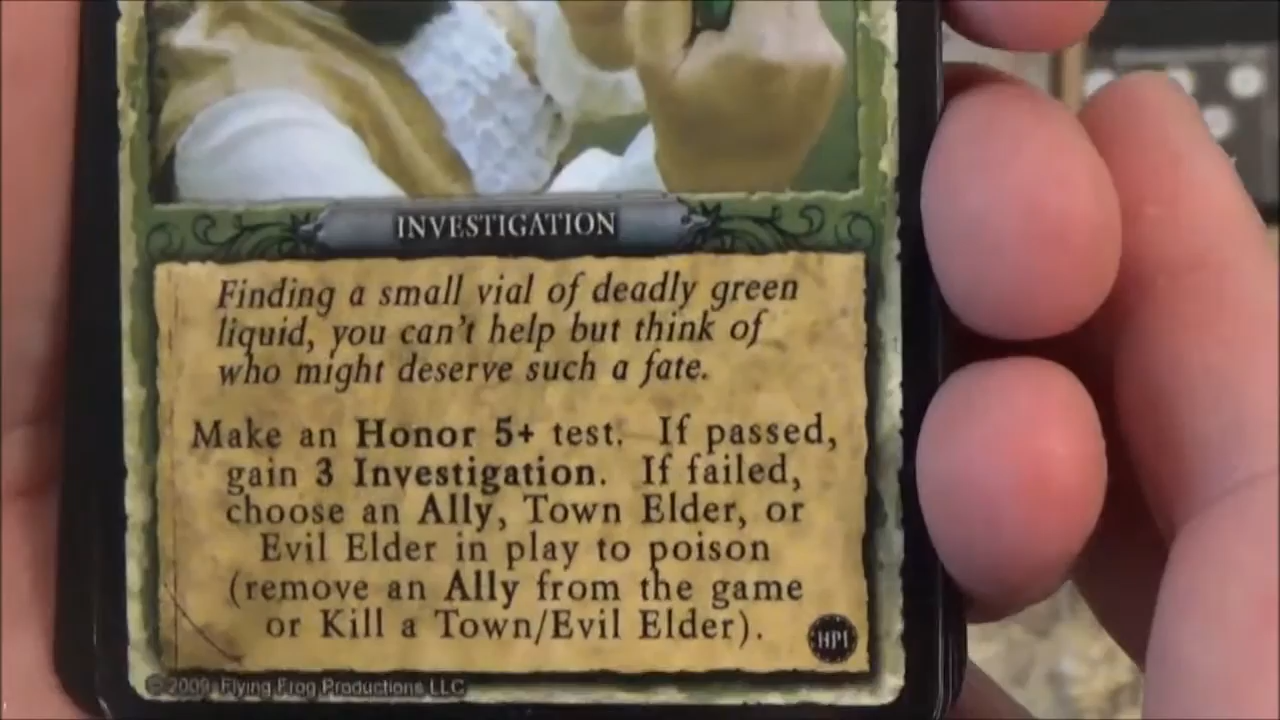 INVESTIGATION
Finding a small vial of deadly green
liquid, you can't help but think of
who might deserve such a fate.
Make an Honor 5+ test. If passed,
gain 3 Investigation. If failed,
choose an Ally, Town Elder, or
Evil Elder in play to poison
(remove an Ally from the game
or Kill a Town/Evil Elder).
HP1
© 2009 Flying Frog Productions LLC